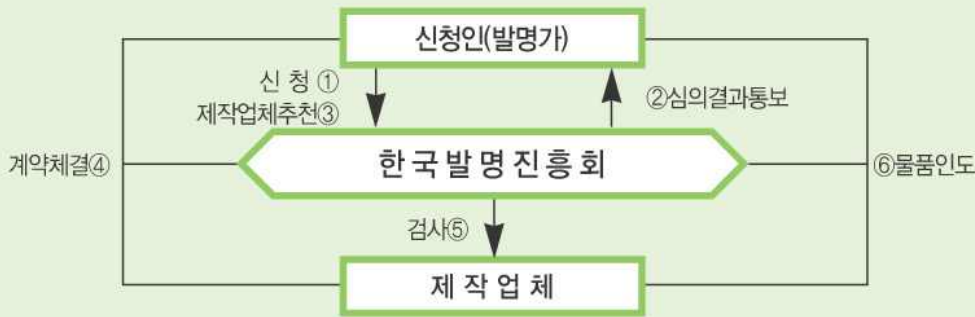 신청인(발명가)
신 청 ①
②심의결과통보
제작업체추천③
계약체결④
한국발명진흥회
⑥물품인도
검사⑤
제 작 업 체